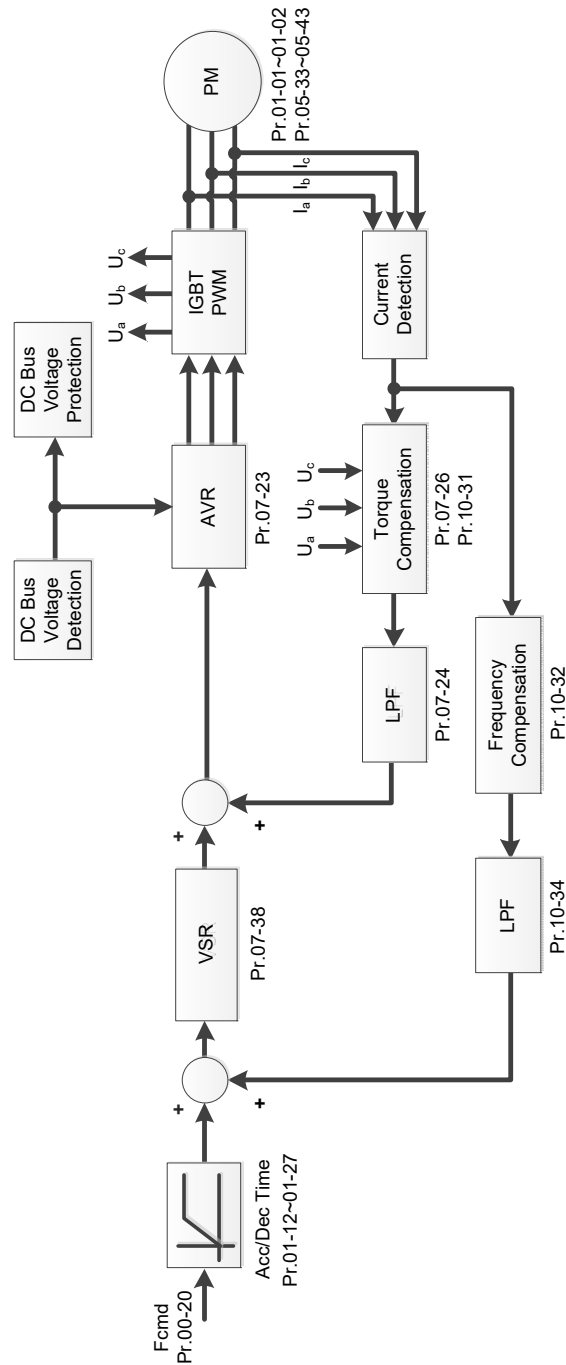 Fcmd
Pr.00-20
Acc/Dec Time
Pr.01-12~01-27
+
+
VSR
Pr.07-38
+
+
DC Bus
Voltage
Detection
DC Bus
Voltage
Protection
AVR
Pr.07-23
Ua
Ub
Uc
IGBT
PWM
PM
Pr.01-01~01-02
Pr.05-33~05-43
Ia
Ib
Ic
Current
Detection
Ua
Ub
Uc
Torque
Compensation
Pr.07-26
Pr.10-31
LPF
Pr.07-24
Frequency
Compensation
Pr.10-32
LPF
Pr.10-34